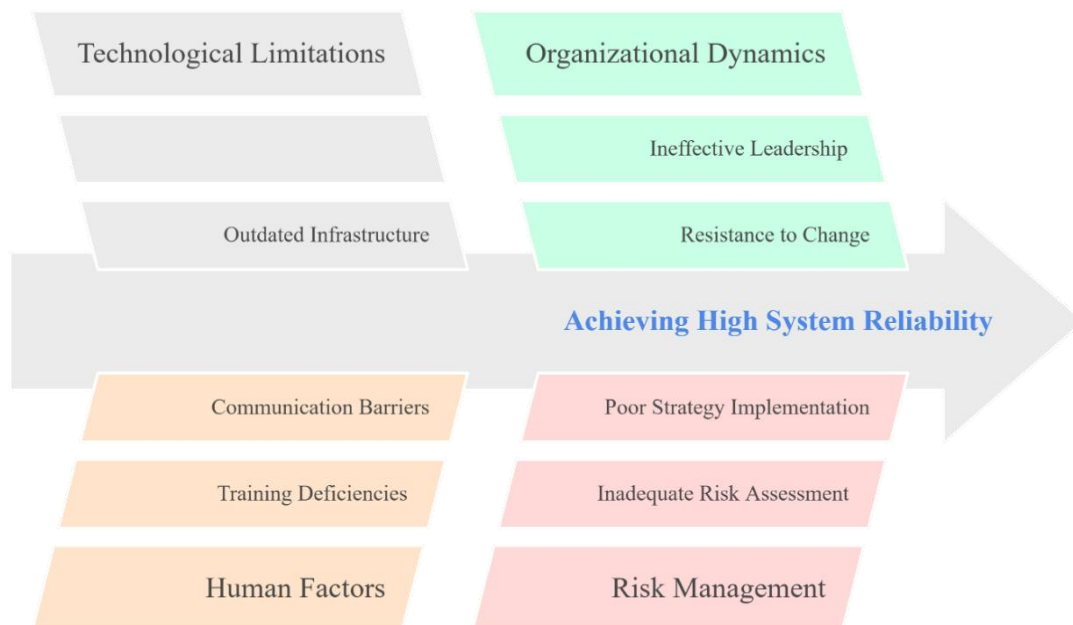 Technological Limitations
Organizational Dynamics
Ineffective Leadership
Outdated Infrastructure
Resistance to Change
Achieving High System Reliability
Communication Barriers
Poor Strategy Implementation
Training Deficiencies
Inadequate Risk Assessment
Human Factors
Risk Management